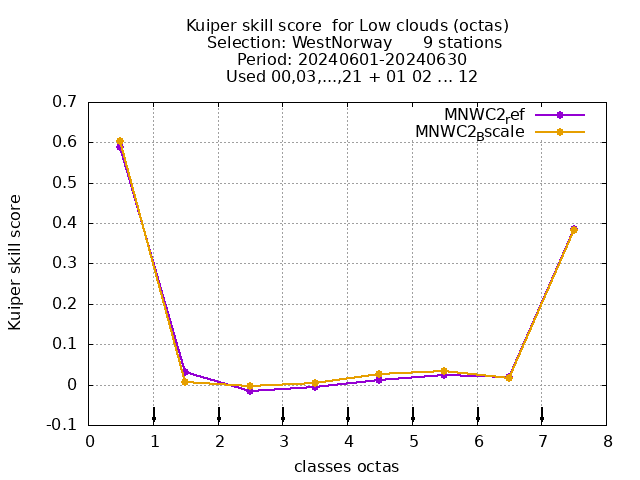 Kuiper skill score  for Low clouds (octas)
Selection: WestNorway      9 stations
Period: 20240601-20240630
Used 00,03,...,21 + 01 02 ... 12
MNWC2ref
MNWC2Bscale
0.7
0.6
0.5
0.4
0.3
0.2
0.1
0
-0.1
Kuiper skill score
0 1 2 3 4 5 6 7 8
classes octas